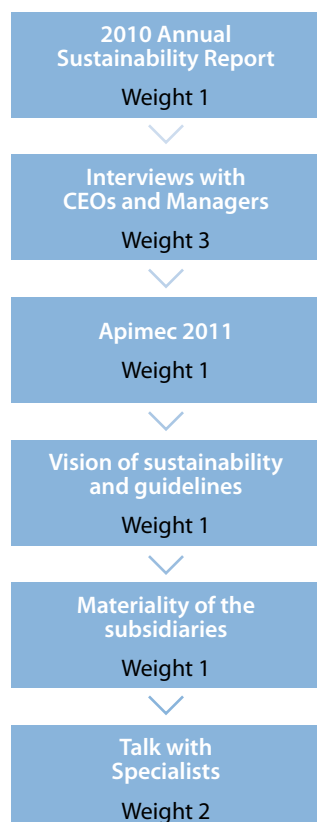 2010 Annual
Sustainability Report
Weight 1
Interviews with
CEOs and Managers
Weight 3
Apimec 2011
Weight 1
Vision of sustainability
and guidelines
Weight 1
Materiality of the
subsidiaries
Weight 1
Talk with
Specialists
Weight 2